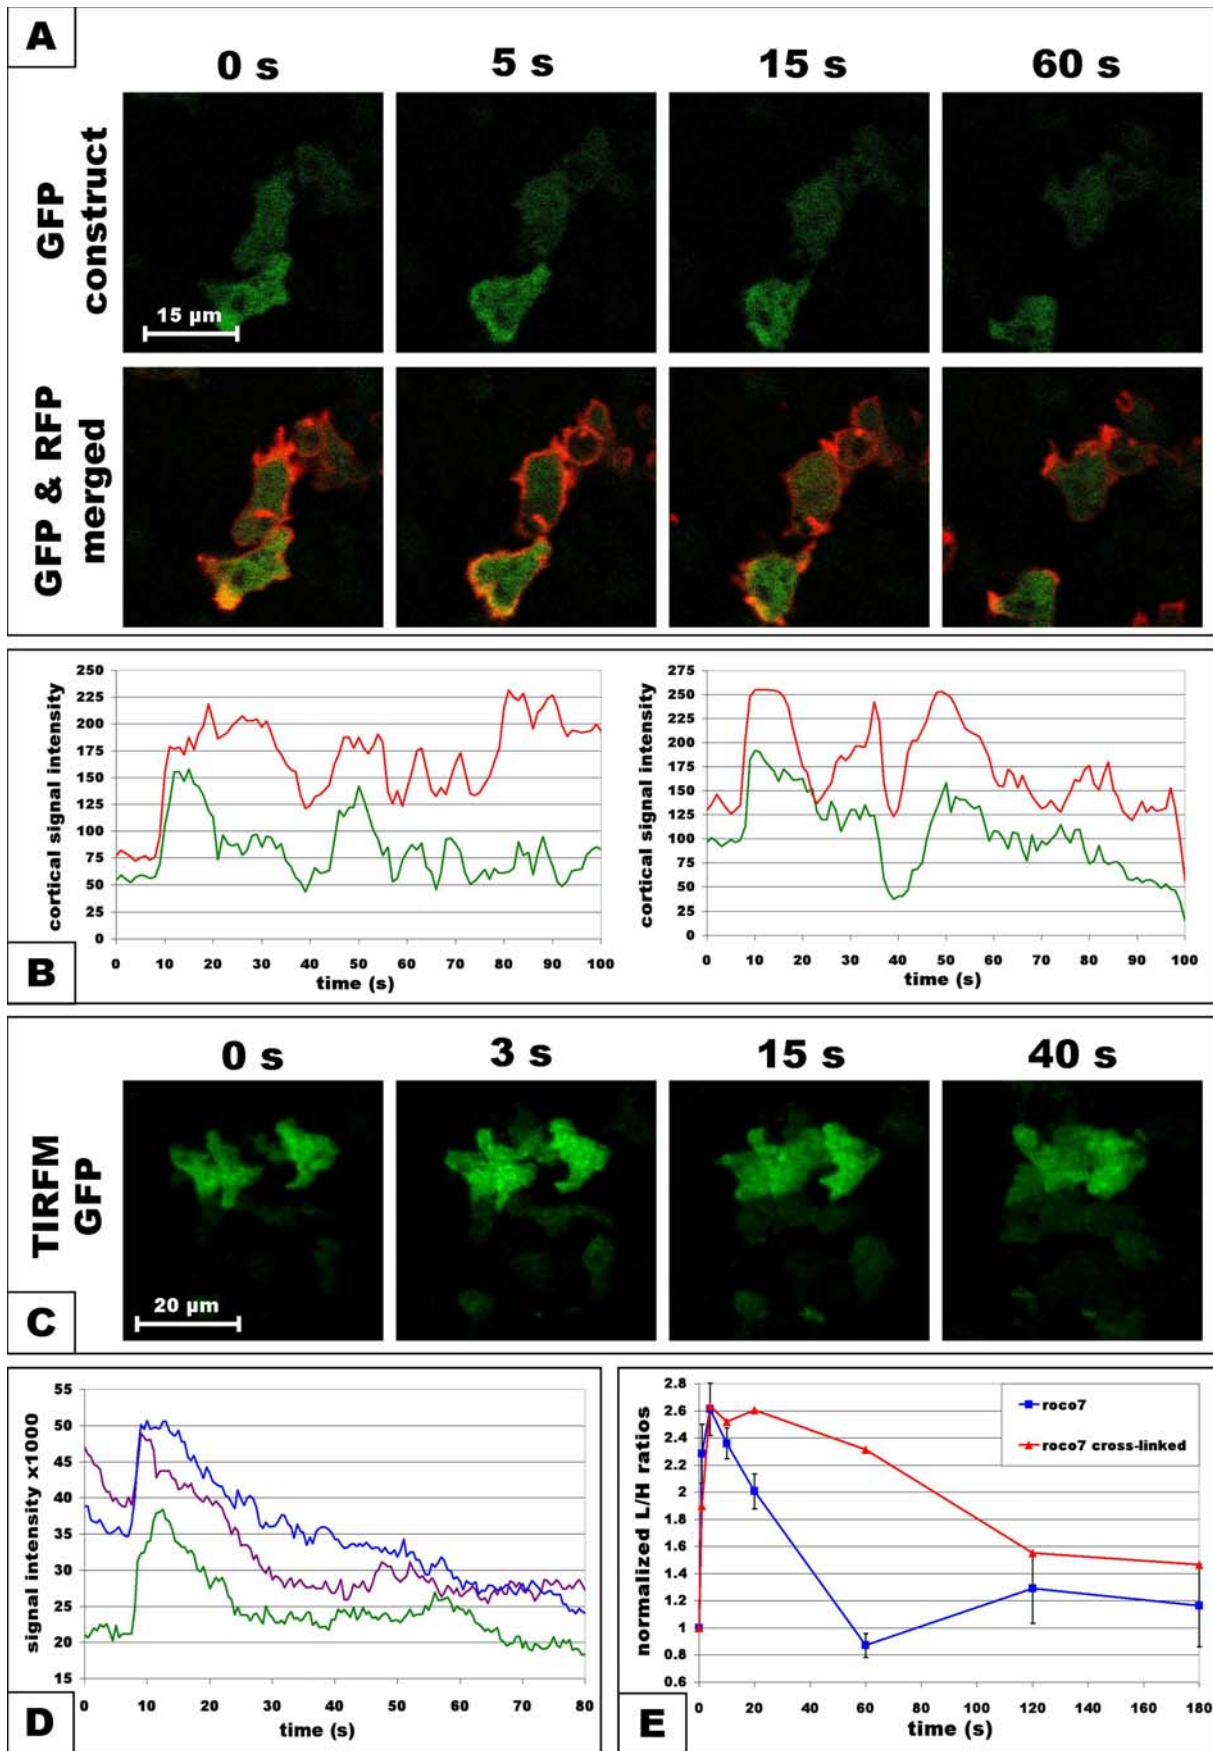 A
0 s 5 s 15 s 60 s
GFP
construct
15 µm
GFP & RFP
merged
B
cortical signal intensity
250
225
200
175
150
125
100
75
50
25
0
0 10 20 30 40 50 60 70 80 90 100
time (s)
cortical signal intensity
275
250
225
200
175
150
125
100
75
50
25
0
0 10 20 30 40 50 60 70 80 90 100
time (s)
C
0 s 3 s 15 s 40 s
TIRFM
GFP
20 µm
D
signal intensity x1000
55
50
45
40
35
30
25
20
15
0 10 20 30 40 50 60 70 80
time (s)
E
normalized L/H ratios
2.8
2.6
2.4
2.2
2
1.8
1.6
1.4
1.2
1
0.8
0.6
roco7
roco7 cross-linked
0 20 40 60 80 100 120 140 160 180
time (s)